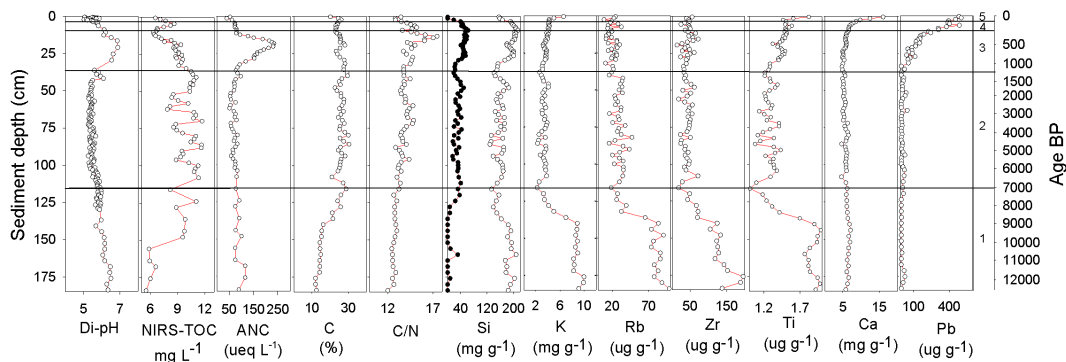 0
25
50
75
100
125
150
175
Sediment depth (cm)
5 7
6 9 12
50 150 250
10 30
12 17
40 120 200
2 6 10
20 70
50 150
1.2 1.7
5 15
100 400
Di-pH
NIRS-TOC
mg L-1
ANC
(ueq L-1)
C
(%)
C/N
Si
(mg g-1)
K
(mg g-1)
Rb
(ug g-1)
Zr
(ug g-1)
Ti
(ug g-1)
Ca
(mg g-1)
Pb
(ug g-1)
5
4
3
2
1
0
500
1000
1500
2000
3000
4000
5000
6000
7000
8000
9000
10000
11000
12000
Age BP